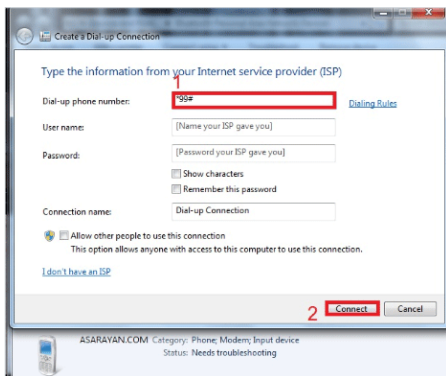 Create a Dial-up Connection
Type the information from your Internet service provider (ISP)
1
Dial-up phone number:
*99#
Dialing Rules
User name:
[Name your ISP gave you]
Password:
[Password your ISP gave you]
Show characters
Remember this password
Connection name:
Dial-up Connection
Allow other people to use this connection
This option allows anyone with access to this computer to use this connection.
I don't have an ISP
2
Connect
Cancel
ASARAYAN.COM Category: Phone; Modem; Input device
Status: Needs troubleshooting